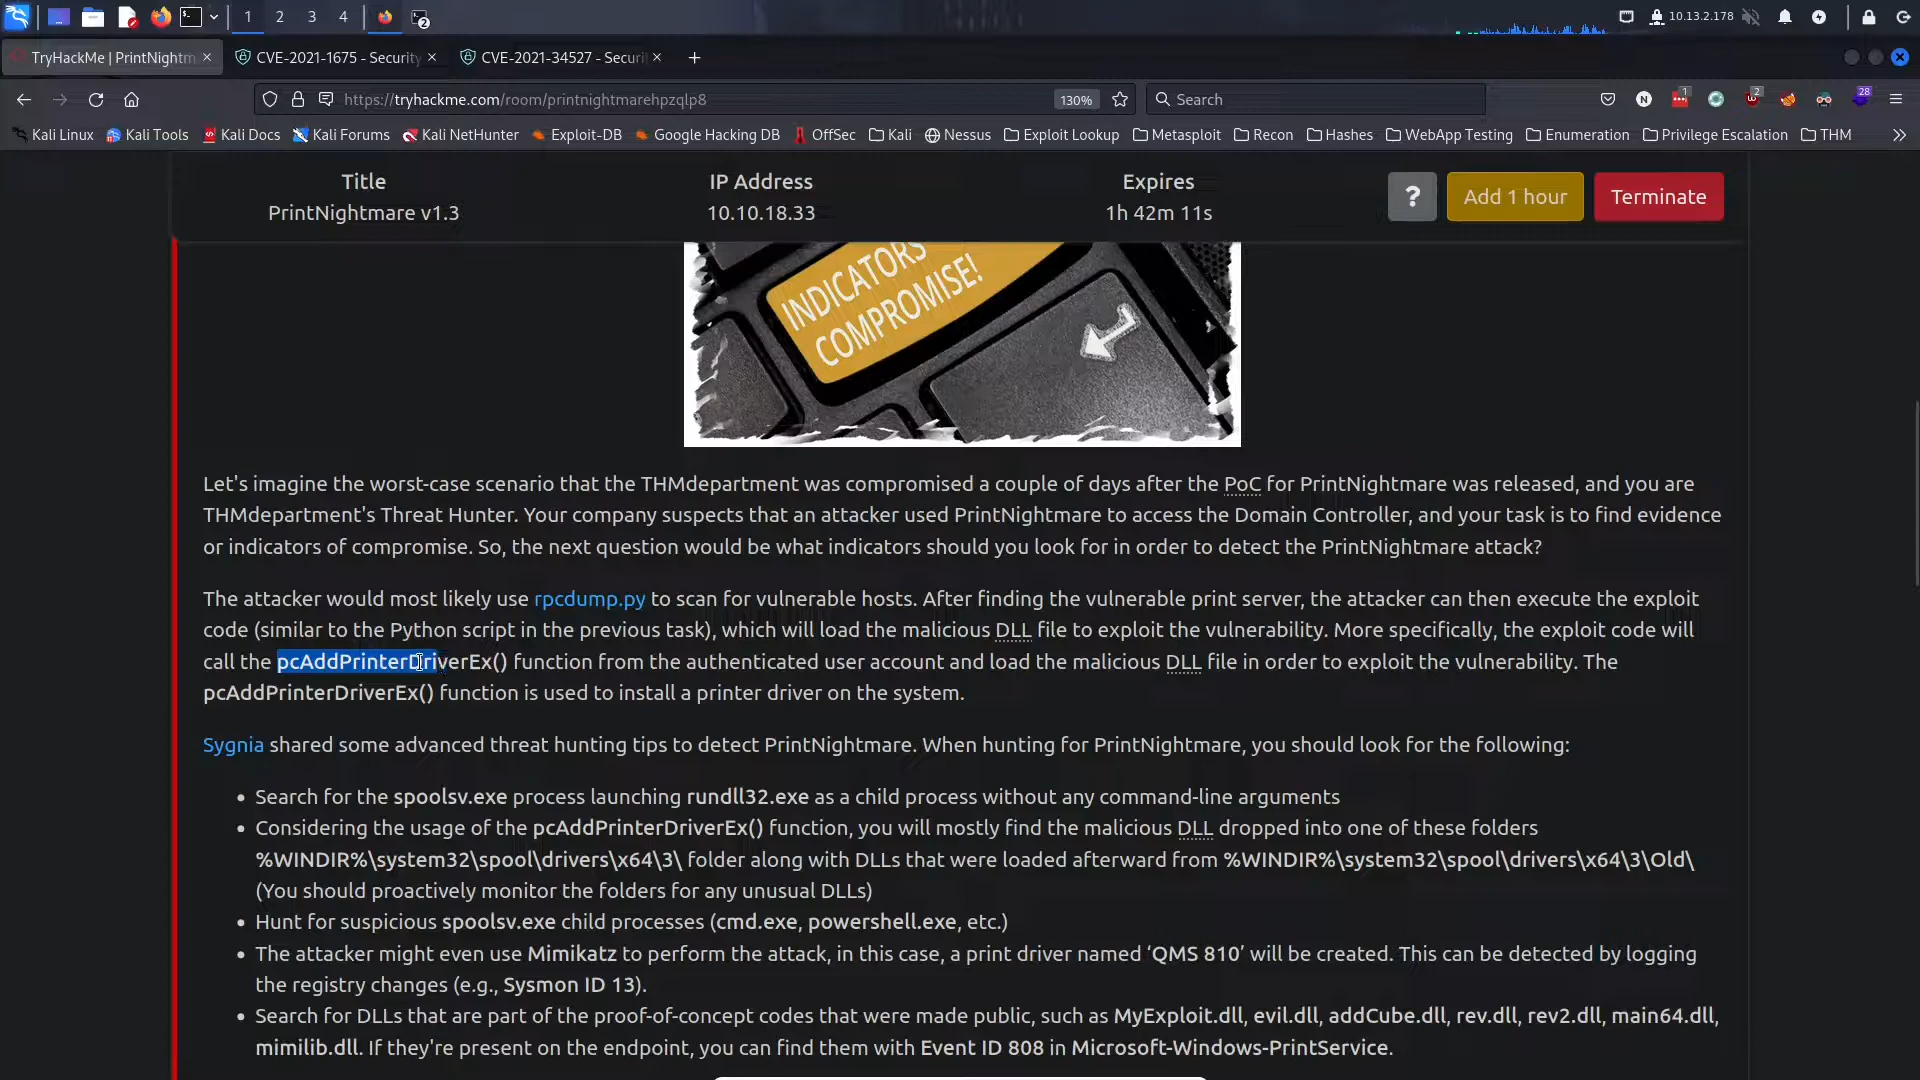 1 2 3 4 2 10.13.2.178
TryHackMe | PrintNightm CVE-2021-1675 - Security CVE-2021-34527 - Securi
https://tryhackme.com/room/printnightmarehpzqlp8 130% Search 1 2 28
Kali Linux Kali Tools Kali Docs Kali Forums Kali NetHunter Exploit-DB Google Hacking DB OffSec Kali Nessus Exploit Lookup Metasploit Recon Hashes WebApp Testing Enumeration Privilege Escalation THM
Title IP Address Expires
PrintNightmare v1.3 10.10.18.33 1h 42m 11s ? Add 1 hour Terminate
INDICATORS
COMPROMISE!
Let's imagine the worst-case scenario that the THMdepartment was compromised a couple of days after the PoC for PrintNightmare was released, and you are
THMdepartment's Threat Hunter. Your company suspects that an attacker used PrintNightmare to access the Domain Controller, and your task is to find evidence
or indicators of compromise. So, the next question would be what indicators should you look for in order to detect the PrintNightmare attack?
The attacker would most likely use rpcdump.py to scan for vulnerable hosts. After finding the vulnerable print server, the attacker can then execute the exploit
code (similar to the Python script in the previous task), which will load the malicious DLL file to exploit the vulnerability. More specifically, the exploit code will
call the pcAddPrinterDriverEx() function from the authenticated user account and load the malicious DLL file in order to exploit the vulnerability. The
pcAddPrinterDriverEx() function is used to install a printer driver on the system.
Sygnia shared some advanced threat hunting tips to detect PrintNightmare. When hunting for PrintNightmare, you should look for the following:
• Search for the spoolsv.exe process launching rundll32.exe as a child process without any command-line arguments
• Considering the usage of the pcAddPrinterDriverEx() function, you will mostly find the malicious DLL dropped into one of these folders
%WINDIR%\system32\spool\drivers\x64\3\ folder along with DLLs that were loaded afterward from %WINDIR%\system32\spool\drivers\x64\3\Old\
(You should proactively monitor the folders for any unusual DLLs)
• Hunt for suspicious spoolsv.exe child processes (cmd.exe, powershell.exe, etc.)
• The attacker might even use Mimikatz to perform the attack, in this case, a print driver named ‘QMS 810’ will be created. This can be detected by logging
the registry changes (e.g., Sysmon ID 13).
• Search for DLLs that are part of the proof-of-concept codes that were made public, such as MyExploit.dll, evil.dll, addCube.dll, rev.dll, rev2.dll, main64.dll,
mimilib.dll. If they're present on the endpoint, you can find them with Event ID 808 in Microsoft-Windows-PrintService.